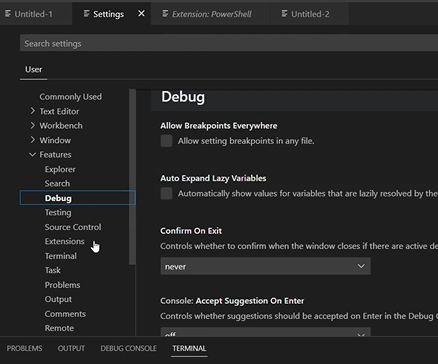 Untitled-1 Settings Extension: PowerShell Untitled-2
Search settings
User
Commonly Used
Text Editor
Workbench
Window
Features
Explorer
Search
Debug
Testing
Source Control
Extensions
Terminal
Task
Problems
Output
Comments
Remote
Debug
Allow Breakpoints Everywhere
Allow setting breakpoints in any file.
Auto Expand Lazy Variables
Automatically show values for variables that are lazily resolved by the
Confirm On Exit
Controls whether to confirm when the window closes if there are active de
never
Console: Accept Suggestion On Enter
Controls whether suggestions should be accepted on Enter in the Debug
off
PROBLEMS OUTPUT DEBUG CONSOLE TERMINAL